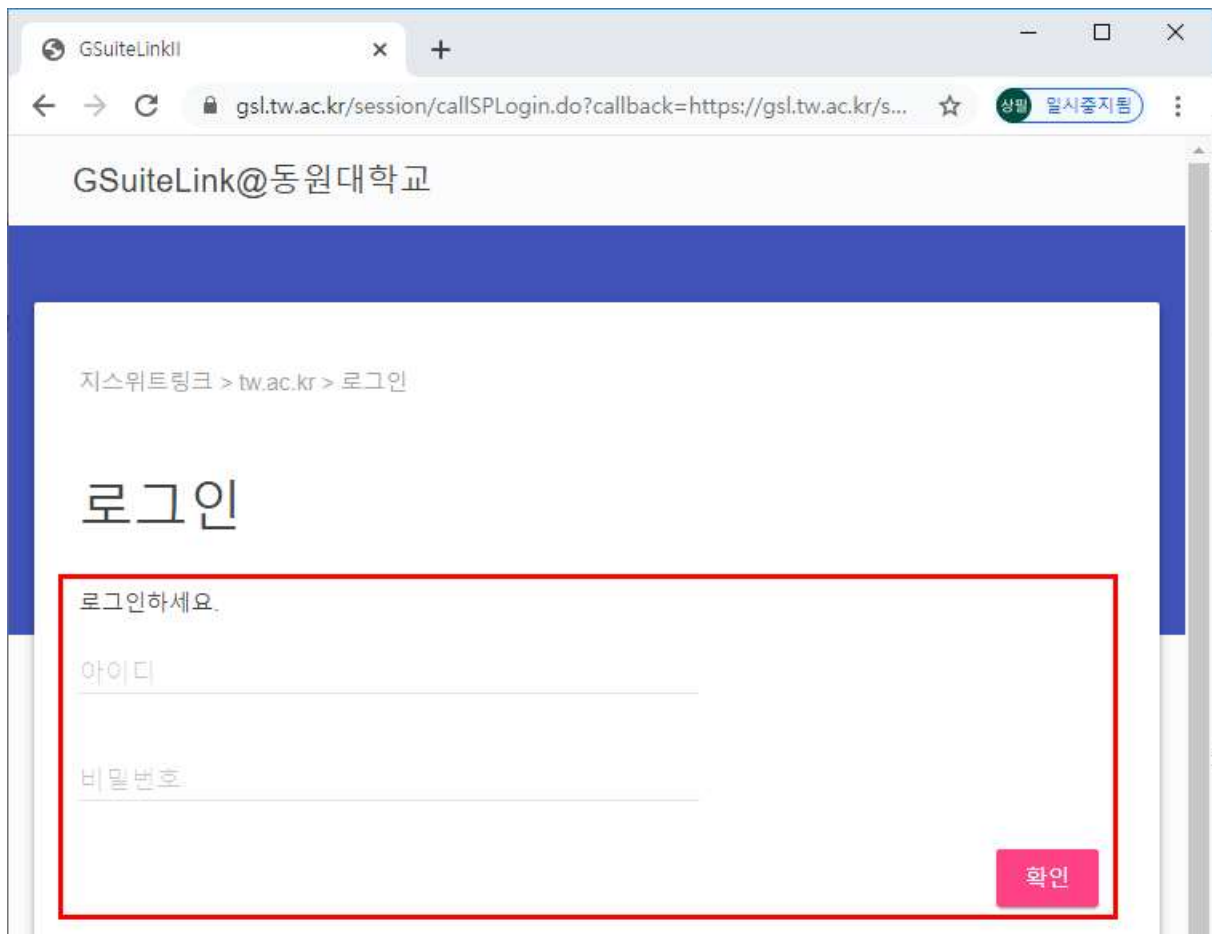 GSuiteLinkII
gsl.tw.ac.kr/session/callSPLogin.do?callback=https://gsl.tw.ac.kr/s...
상필 일시중지됨
GSuiteLink@동원대학교
지스위트링크 > tw.ac.kr > 로그인
로그인
로그인하세요.
아이디
비밀번호
확인